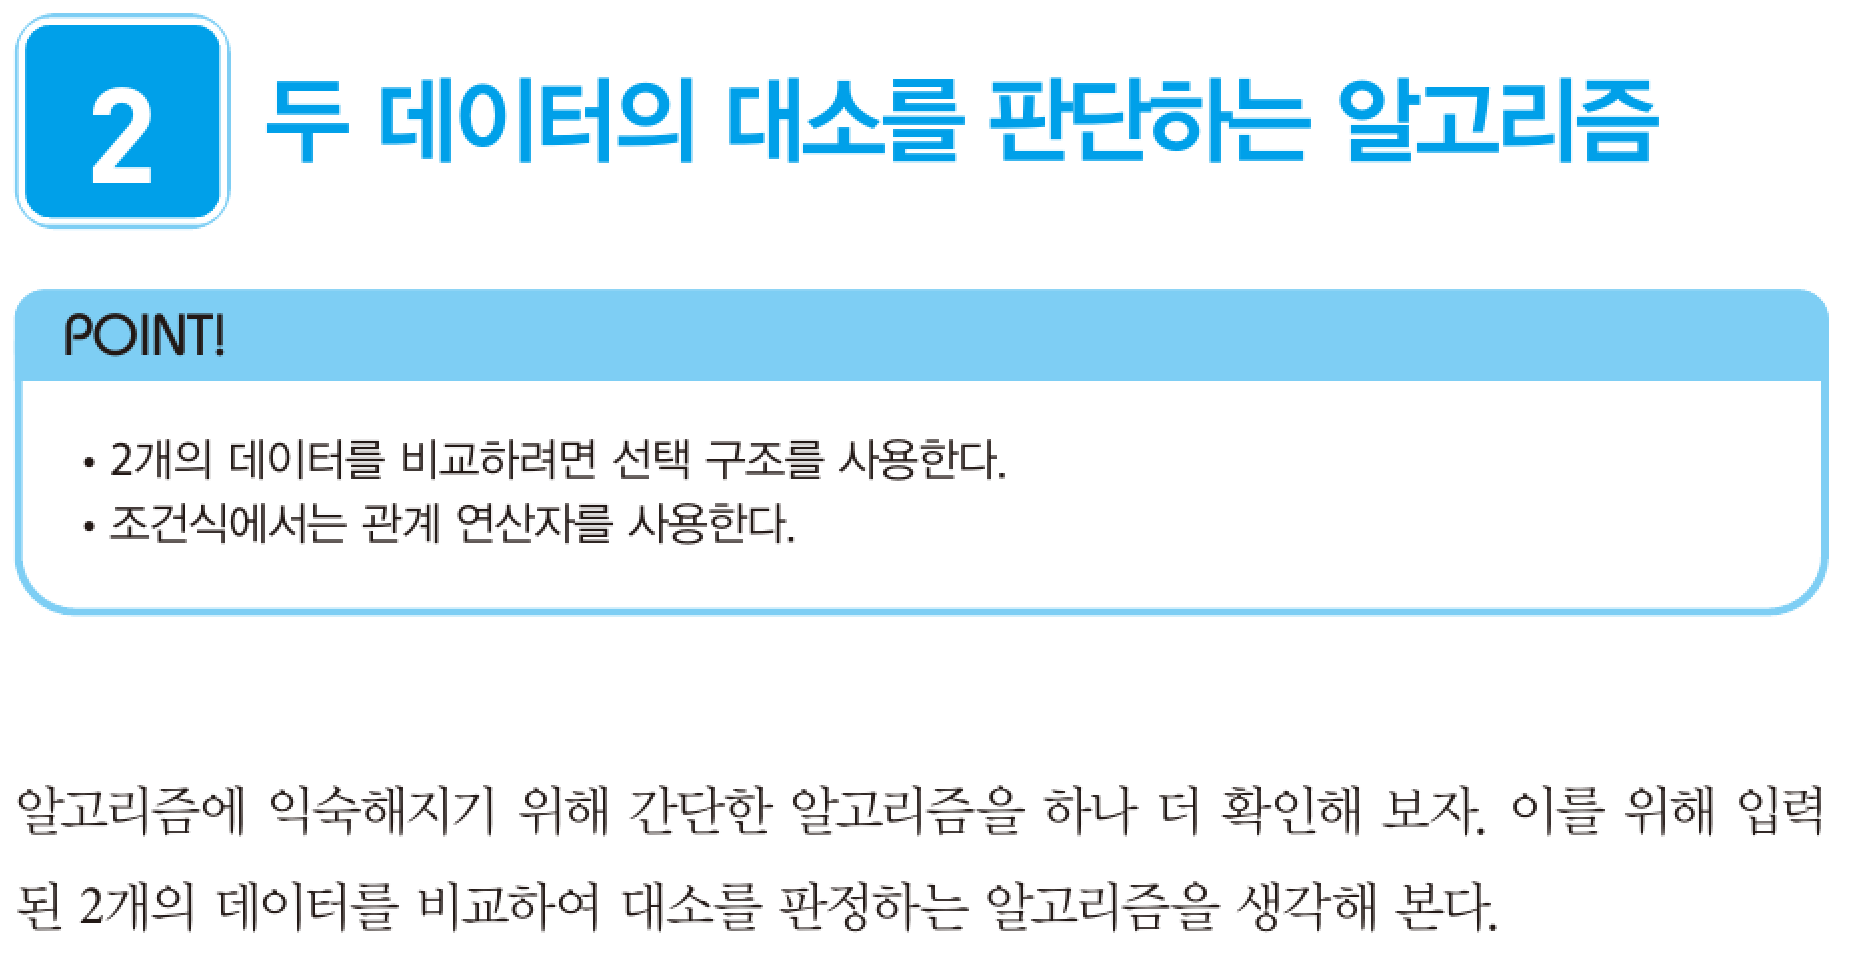 2 두 데이터의 대소를 판단하는 알고리즘
POINT!
• 2개의 데이터를 비교하려면 선택 구조를 사용한다.
• 조건식에서는 관계 연산자를 사용한다.
알고리즘에 익숙해지기 위해 간단한 알고리즘을 하나 더 확인해 보자. 이를 위해 입력
된 2개의 데이터를 비교하여 대소를 판정하는 알고리즘을 생각해 본다.